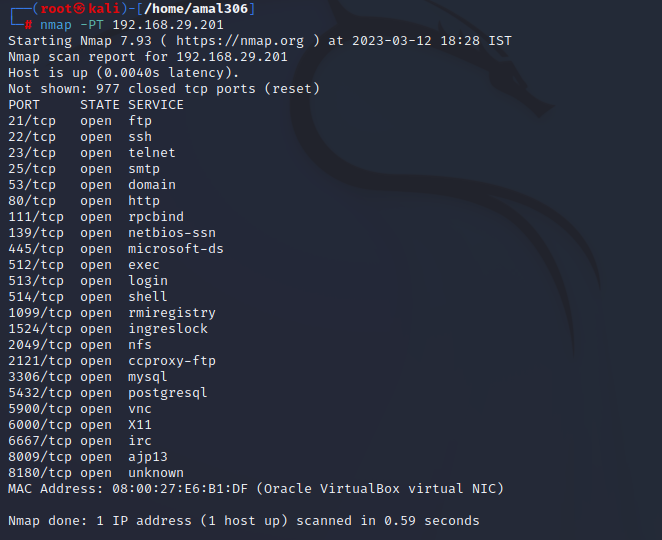 ┌──(root㉿kali)-[/home/amal306]
└─# nmap -PT 192.168.29.201
Starting Nmap 7.93 ( https://nmap.org ) at 2023-03-12 18:28 IST
Nmap scan report for 192.168.29.201
Host is up (0.0040s latency).
Not shown: 977 closed tcp ports (reset)
PORT     STATE SERVICE
21/tcp   open  ftp
22/tcp   open  ssh
23/tcp   open  telnet
25/tcp   open  smtp
53/tcp   open  domain
80/tcp   open  http
111/tcp  open  rpcbind
139/tcp  open  netbios-ssn
445/tcp  open  microsoft-ds
512/tcp  open  exec
513/tcp  open  login
514/tcp  open  shell
1099/tcp open  rmiregistry
1524/tcp open  ingreslock
2049/tcp open  nfs
2121/tcp open  ccproxy-ftp
3306/tcp open  mysql
5432/tcp open  postgresql
5900/tcp open  vnc
6000/tcp open  X11
6667/tcp open  irc
8009/tcp open  ajp13
8180/tcp open  unknown
MAC Address: 08:00:27:E6:B1:DF (Oracle VirtualBox virtual NIC)
Nmap done: 1 IP address (1 host up) scanned in 0.59 seconds